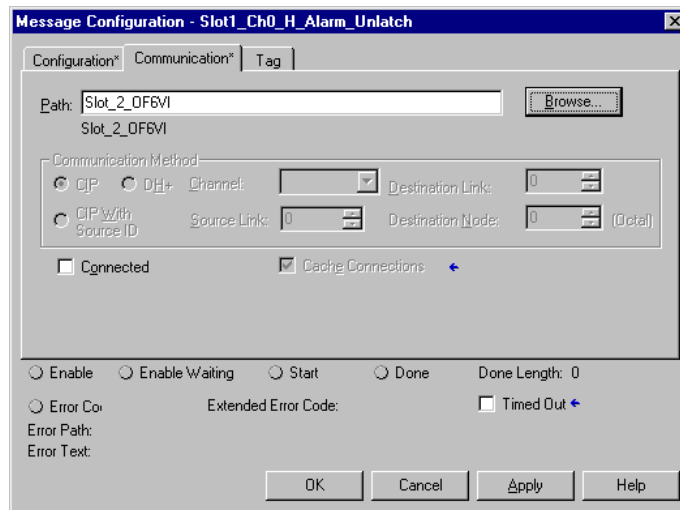 Message Configuration - Slot1_Ch0_H_Alarm_Unlatch
Configuration* Communication* Tag
Path: Slot_2_OF6VI Browse...
Slot_2_OF6VI
Communication Method
CIP DH+ Channel: Destination Link: 0
CIP With Source ID Source Link: 0 Destination Node: 0 (Octal)
Connected Cache Connections ←
Enable Enable Waiting Start Done Done Length: 0
Error Co Extended Error Code: Timed Out ←
Error Path:
Error Text:
OK Cancel Apply Help